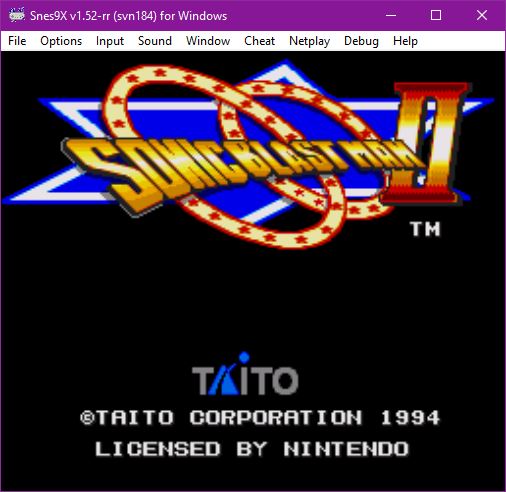 Snes9X v1.52-rr (svn184) for Windows
File Options Input Sound Window Cheat Netplay Debug Help
SONIC BLAST MAN II
TM
TAITO
©TAITO CORPORATION 1994
LICENSED BY NINTENDO